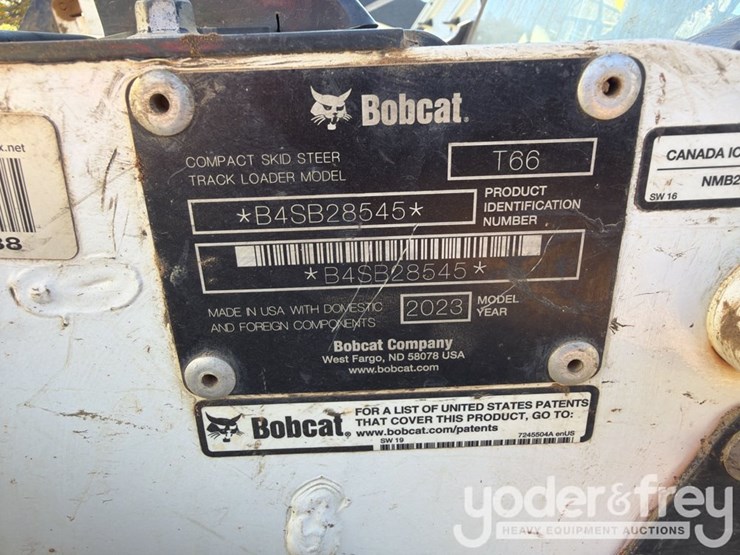 Bobcat.
COMPACT SKID STEER
TRACK LOADER MODEL
T66
*B4SB28545*
PRODUCT
IDENTIFICATION
NUMBER
*B4SB28545*
MADE IN USA WITH DOMESTIC
AND FOREIGN COMPONENTS
2023
MODEL
YEAR
Bobcat Company
West Fargo, ND 58078 USA
www.bobcat.com
Bobcat.
FOR A LIST OF UNITED STATES PATENTS
THAT COVER THIS PRODUCT, GO TO:
www.bobcat.com/patents
SW 19
7245504A enUS
CANADA IC
NMB2
SW 16
.net
yoder&frey
HEAVY EQUIPMENT AUCTIONS